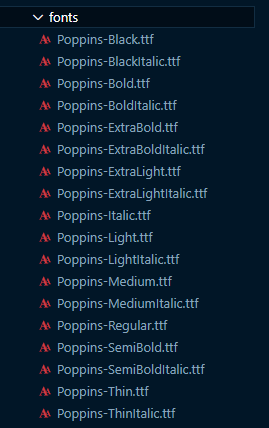 fonts
Poppins-Black.ttf
Poppins-BlackItalic.ttf
Poppins-Bold.ttf
Poppins-BoldItalic.ttf
Poppins-ExtraBold.ttf
Poppins-ExtraBoldItalic.ttf
Poppins-ExtraLight.ttf
Poppins-ExtraLightItalic.ttf
Poppins-Italic.ttf
Poppins-Light.ttf
Poppins-LightItalic.ttf
Poppins-Medium.ttf
Poppins-MediumItalic.ttf
Poppins-Regular.ttf
Poppins-SemiBold.ttf
Poppins-SemiBoldItalic.ttf
Poppins-Thin.ttf
Poppins-ThinItalic.ttf